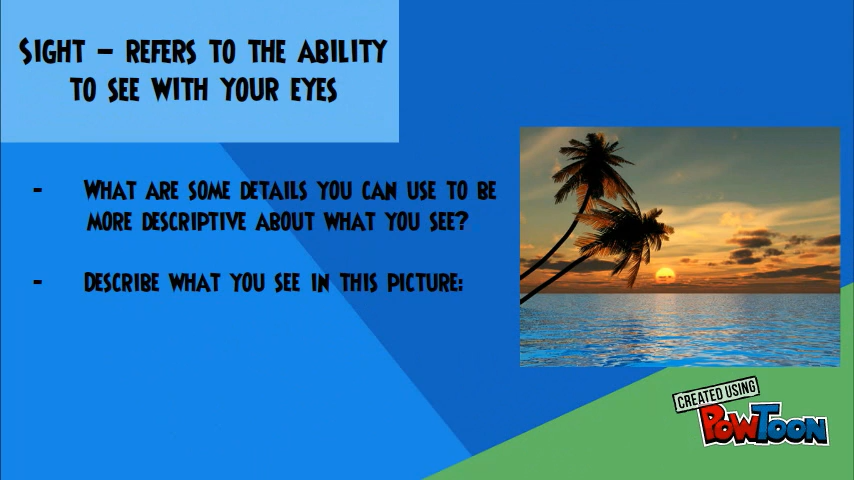 Sight – refers to the ability
to see with your eyes
- What are some details you can use to be
more descriptive about what you see?
- Describe what you see in this picture:
CREATED USING
PowToon